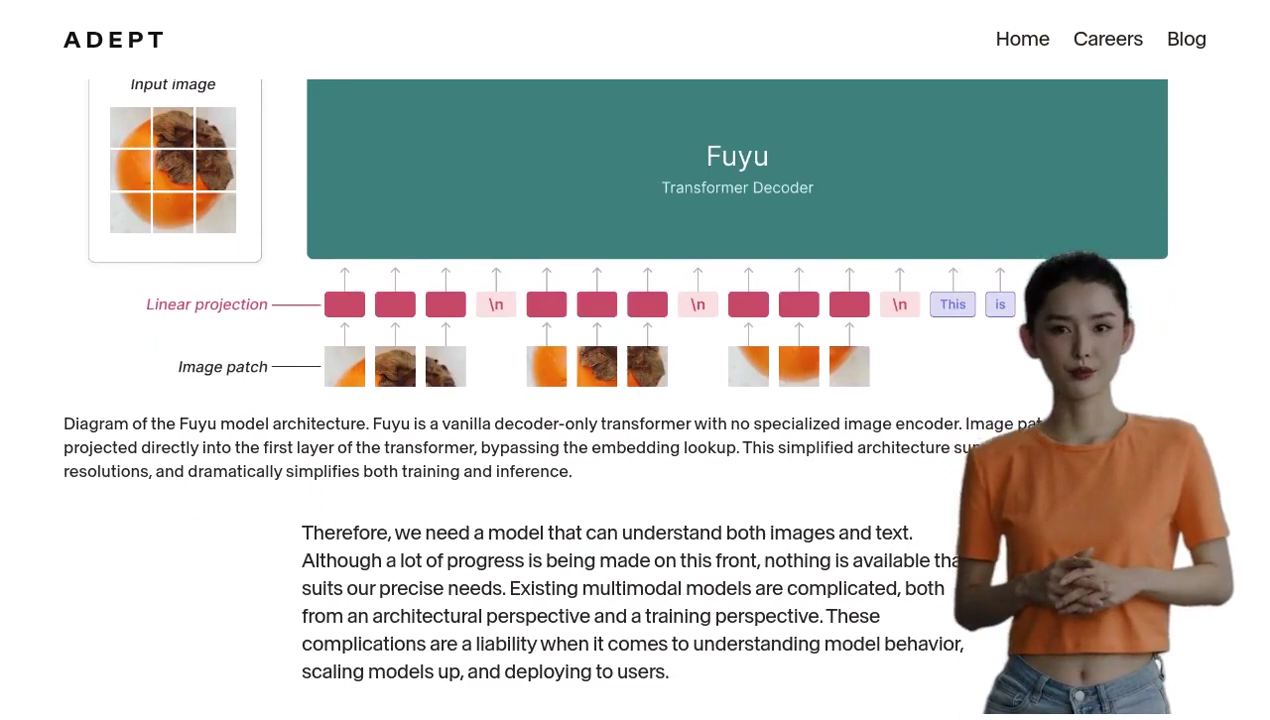 ADEPT
Home Careers Blog
Input image
Fuyu
Transformer Decoder
Linear projection
\n \n \n This is
Image patch
Diagram of the Fuyu model architecture. Fuyu is a vanilla decoder-only transformer with no specialized image encoder. Image
projected directly into the first layer of the transformer, bypassing the embedding lookup. This simplified architecture
resolutions, and dramatically simplifies both training and inference.
Therefore, we need a model that can understand both images and text.
Although a lot of progress is being made on this front, nothing is available
suits our precise needs. Existing multimodal models are complicated, both
from an architectural perspective and a training perspective. These
complications are a liability when it comes to understanding model behavior,
scaling models up, and deploying to users.